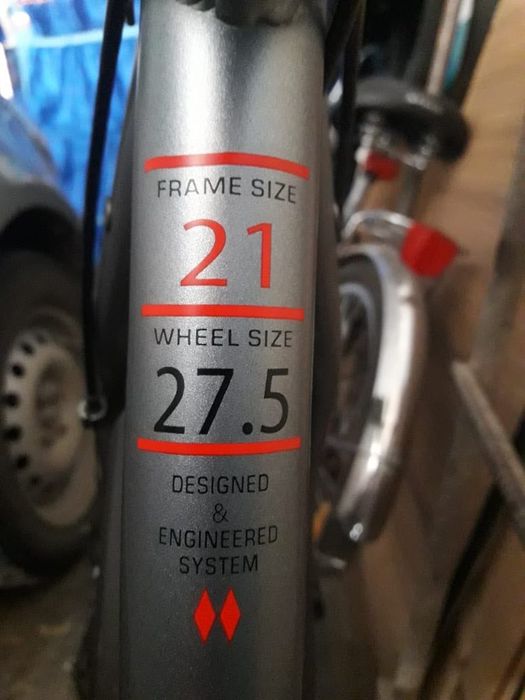 FRAME SIZE
21
WHEEL SIZE
27.5
DESIGNED
&
ENGINEERED
SYSTEM